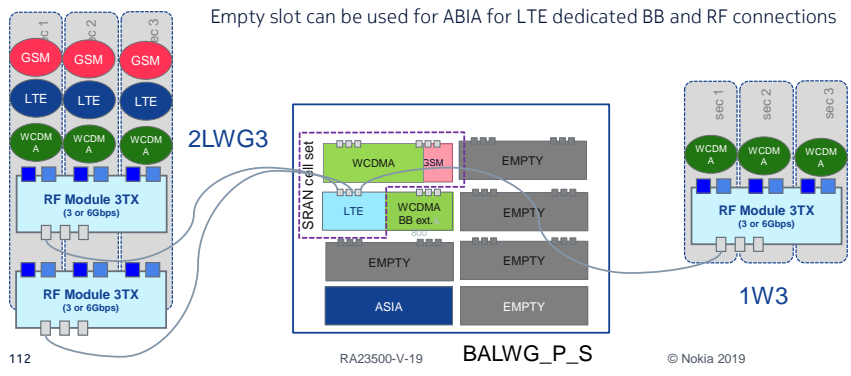 Empty slot can be used for ABIA for LTE dedicated BB and RF connections
sec 1
sec 2
sec 3
GSM
GSM
GSM
LTE
LTE
LTE
WCDM
A
WCDM
A
WCDM
A
RF Module 3TX
(3 or 6Gbps)
RF Module 3TX
(3 or 6Gbps)
2LWG3
SRAN cell set
WCDMA
GSM
EMPTY
LTE
WCDMA
BB ext.
800
EMPTY
EMPTY
EMPTY
ASIA
EMPTY
sec 1
sec 2
sec 3
WCDM
A
WCDM
A
WCDM
A
RF Module 3TX
(3 or 6Gbps)
1W3
112
RA23500-V-19
BALWG_P_S
© Nokia 2019